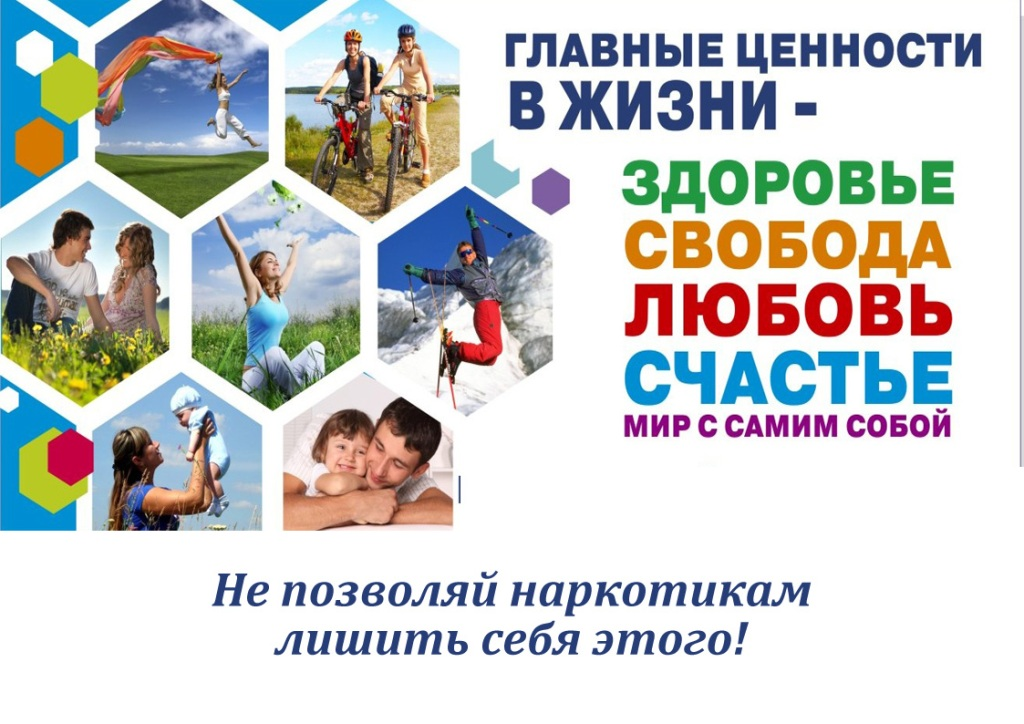 ГЛАВНЫЕ ЦЕННОСТИ
В ЖИЗНИ -
ЗДОРОВЬЕ
СВОБОДА
ЛЮБОВЬ
СЧАСТЬЕ
МИР С САМИМ СОБОЙ
Не позволяй наркотикам
лишить себя этого!